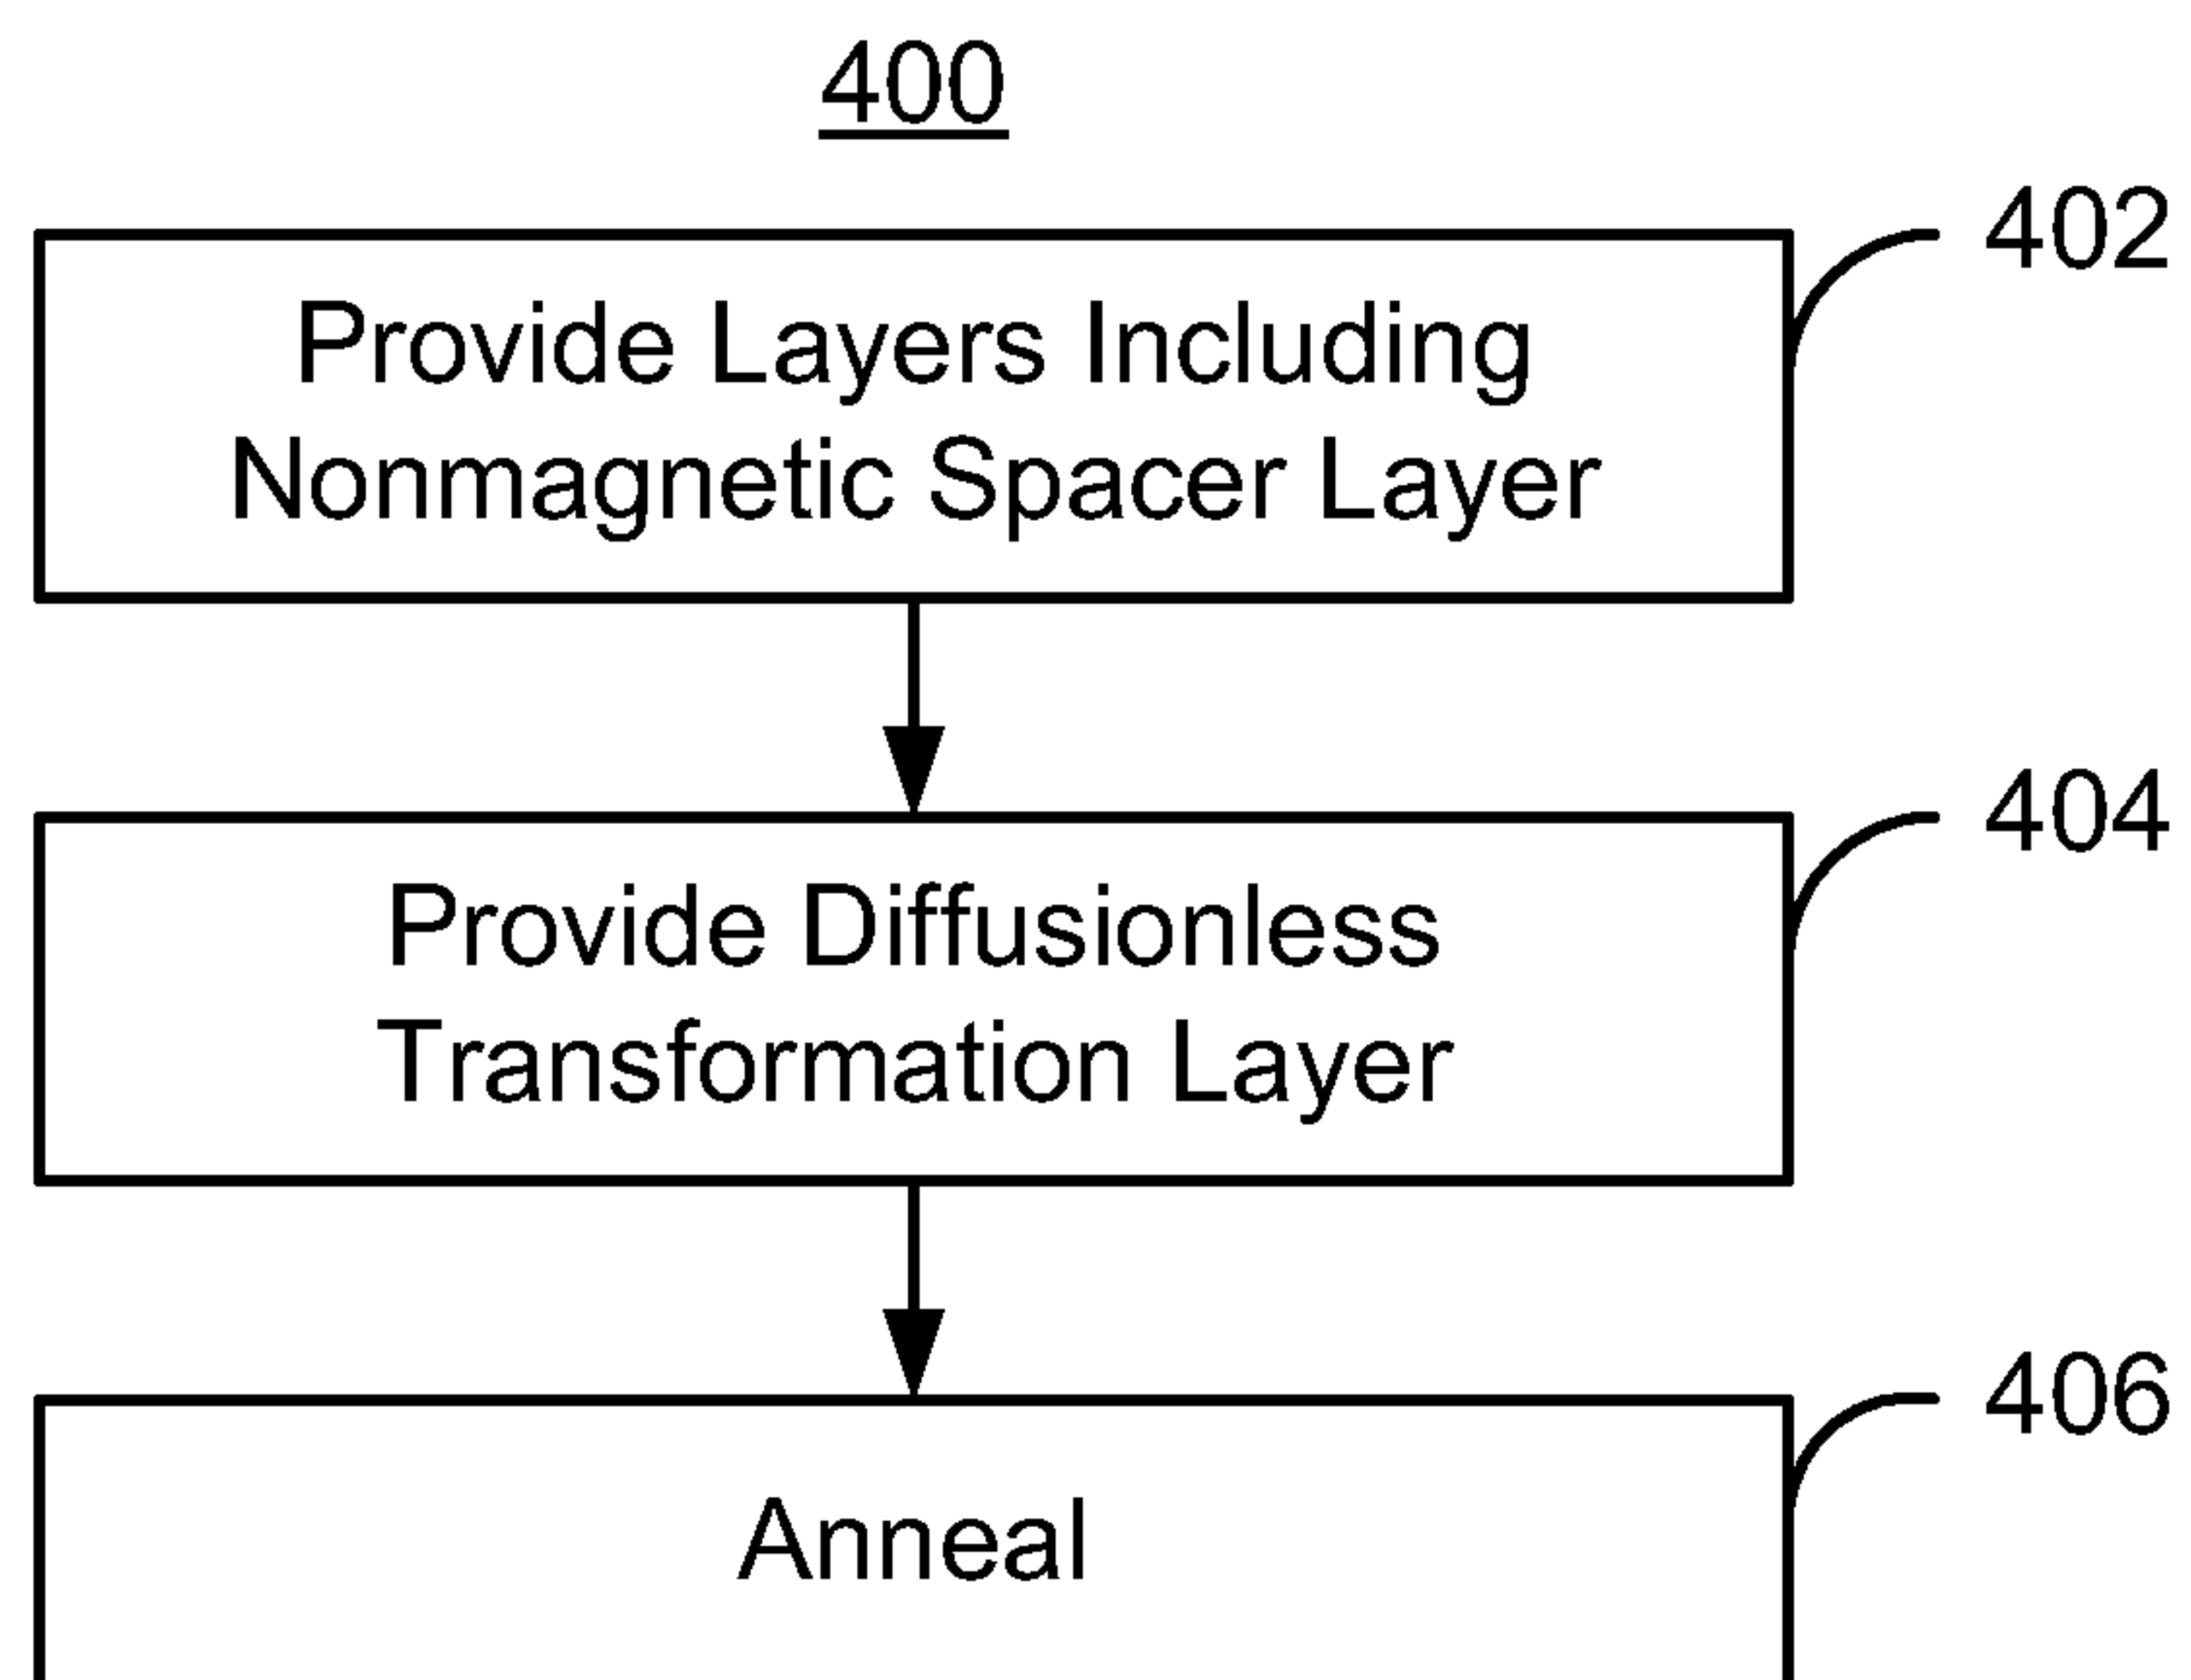 400
402
Provide Layers Including
Nonmagnetic Spacer Layer
404
Provide Diffusionless
Transformation Layer
406
Anneal